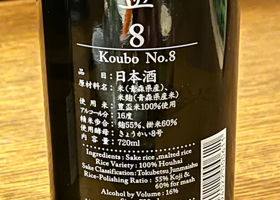 8
Koubo No.8
品 目:日本酒
原材料名:米(青森県産)、
米麹(青森県産米)
使 用 米:豊盃米100%使用
アルコール分:16度
精米歩合:麹55%、掛米60%
使用酵母:きょうかい8号
内 容 量:720ml
Ingredients : Sake rice ,malted rice
Rice Variety : 100% Houhai
Sake Classification : Tokubetsu Junmaishu
Rice-Polishing Ratio : 55% Koji &
60% for mash
Alcohol by Volume : 16%